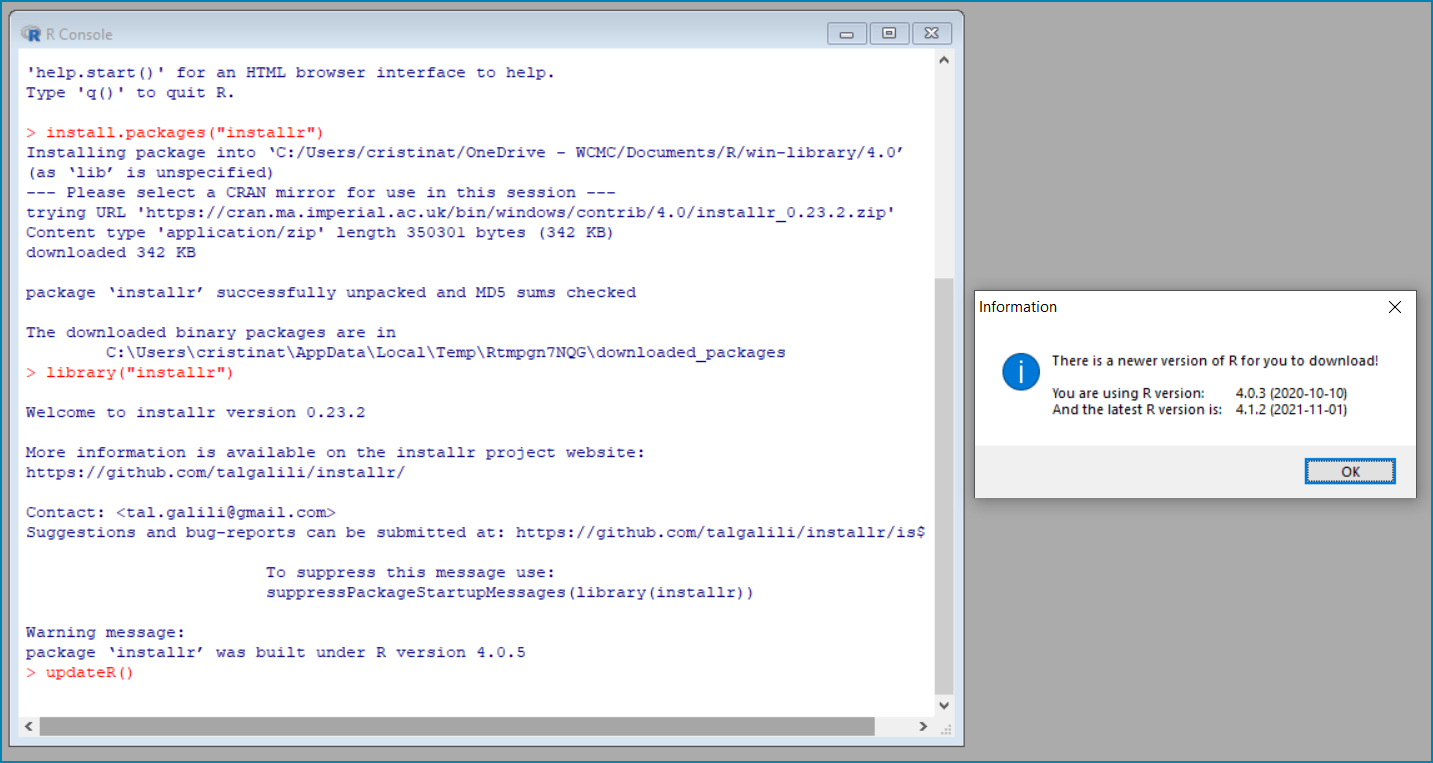 R Console
'help.start()' for an HTML browser interface to help.
Type 'q()' to quit R.
> install.packages("installr")
Installing package into ‘C:/Users/cristinat/OneDrive - WCMC/Documents/R/win-library/4.0’
(as ‘lib’ is unspecified)
--- Please select a CRAN mirror for use in this session ---
trying URL 'https://cran.ma.imperial.ac.uk/bin/windows/contrib/4.0/installr_0.23.2.zip'
Content type 'application/zip' length 350301 bytes (342 KB)
downloaded 342 KB
package ‘installr’ successfully unpacked and MD5 sums checked
The downloaded binary packages are in
C:\Users\cristinat\AppData\Local\Temp\Rtmpgn7NQG\downloaded_packages
> library("installr")
Welcome to installr version 0.23.2
More information is available on the installr project website:
https://github.com/talgalili/installr/
Contact: <tal.galili@gmail.com>
Suggestions and bug-reports can be submitted at: https://github.com/talgalili/installr/is$
To suppress this message use:
suppressPackageStartupMessages(library(installr))
Warning message:
package ‘installr’ was built under R version 4.0.5
> updateR()
Information
There is a newer version of R for you to download!
You are using R version: 4.0.3 (2020-10-10)
And the latest R version is: 4.1.2 (2021-11-01)
OK